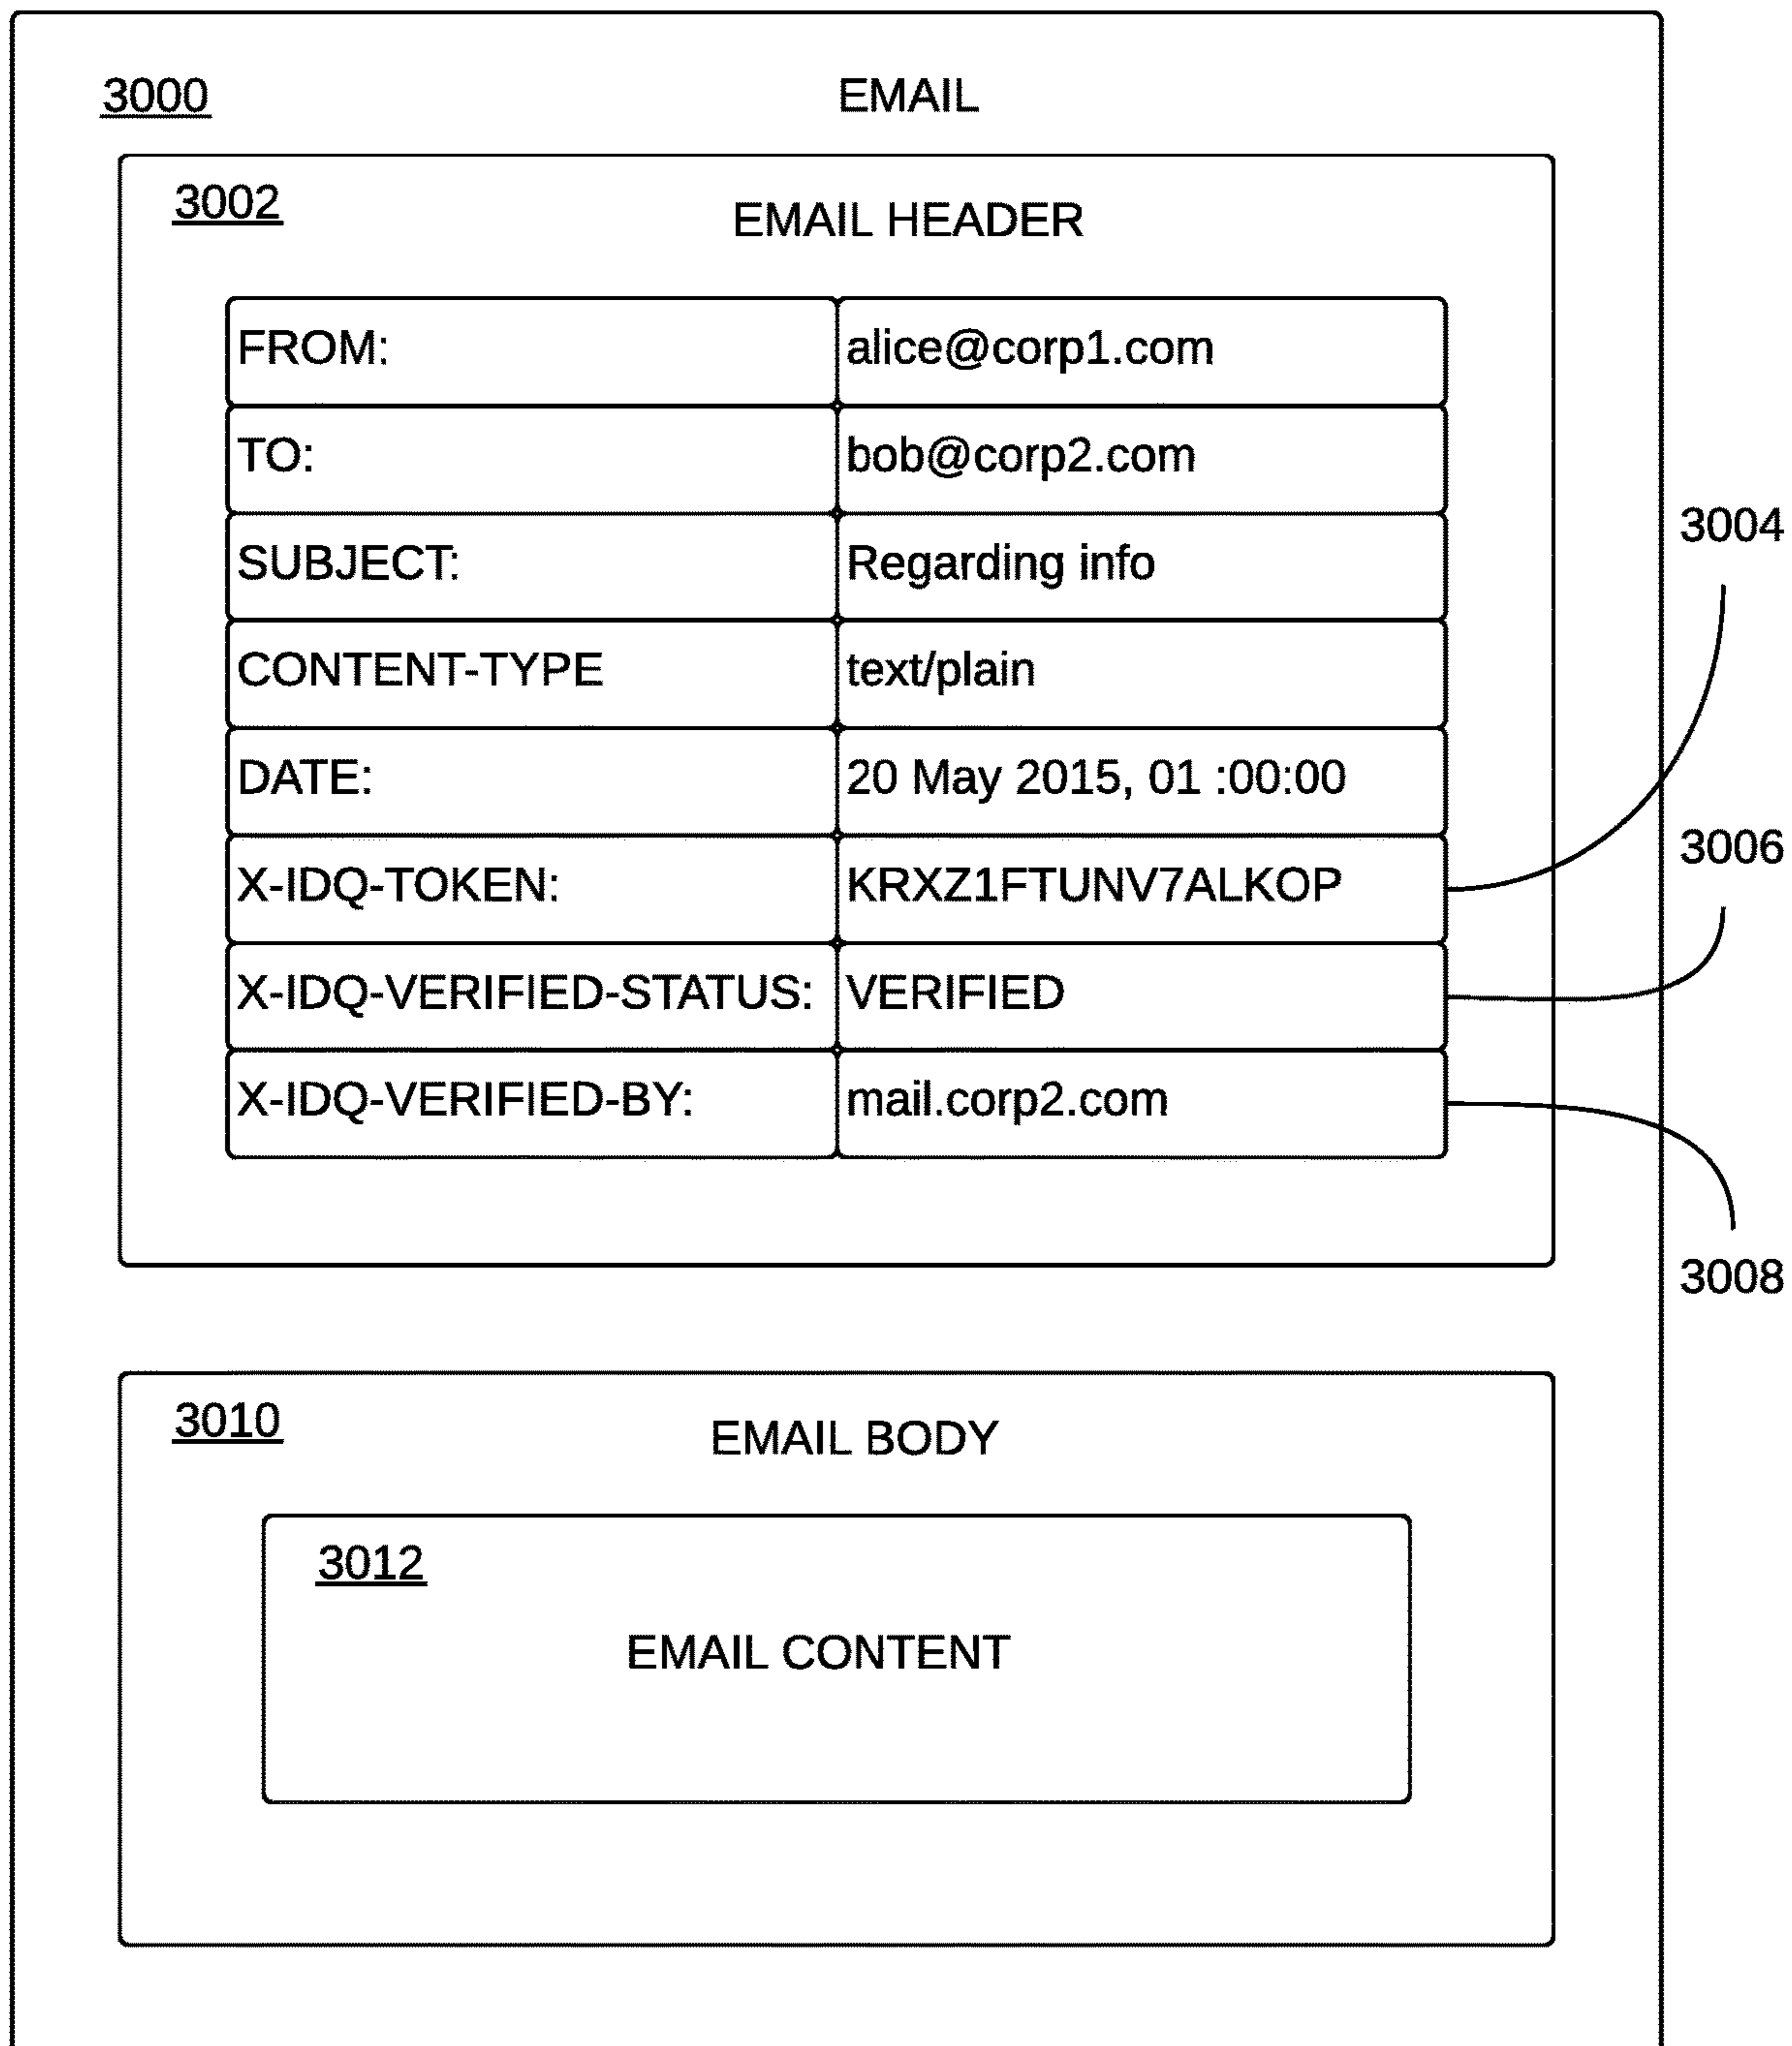 3000 EMAIL
3002 EMAIL HEADER
FROM: alice@corp1.com
TO: bob@corp2.com
3004
SUBJECT: Regarding info
CONTENT-TYPE text/plain
DATE: 20 May 2015, 01 :00:00
3006
X-IDQ-TOKEN: KRXZ1FTUNV7ALKOP
X-IDQ-VERIFIED-STATUS: VERIFIED
X-IDQ-VERIFIED-BY: mail.corp2.com
3008
3010 EMAIL BODY
3012
EMAIL CONTENT